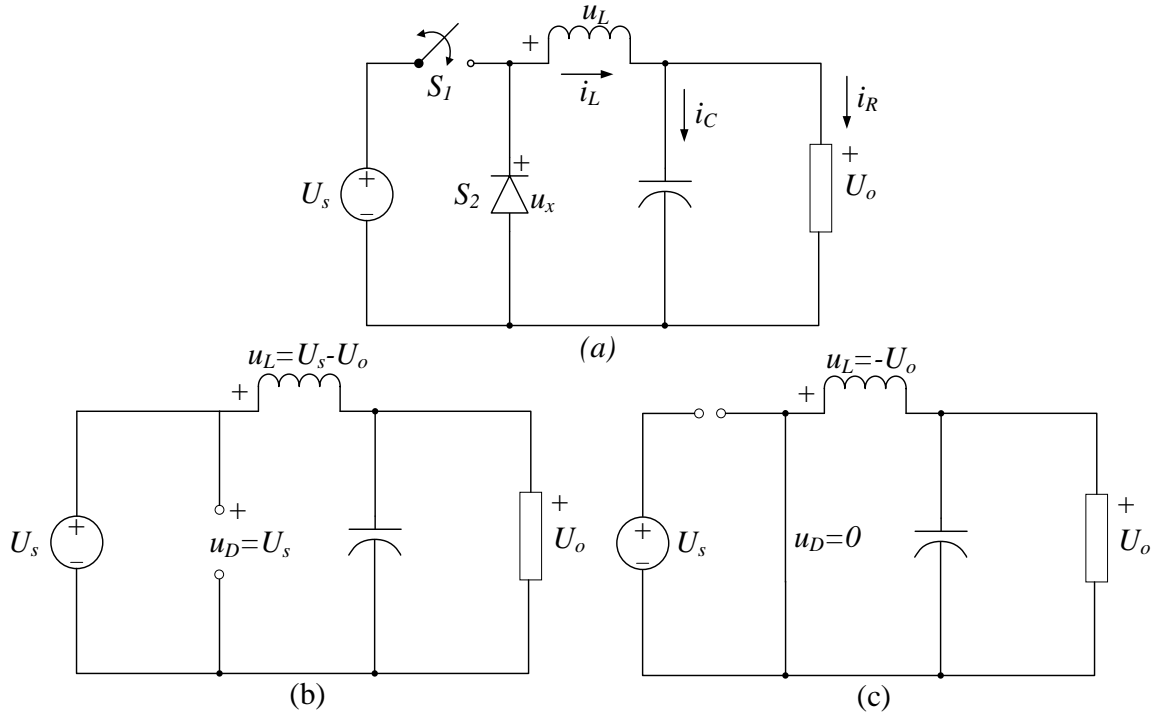 u_L
+
S_1
i_L
i_C
i_R
+
U_s
−
S_2
+
u_x
+
U_o
(a)
u_L=U_s-U_o
+
+
U_s
−
+
u_D=U_s
+
U_o
(b)
u_L=-U_o
+
+
U_s
−
u_D=0
+
U_o
(c)